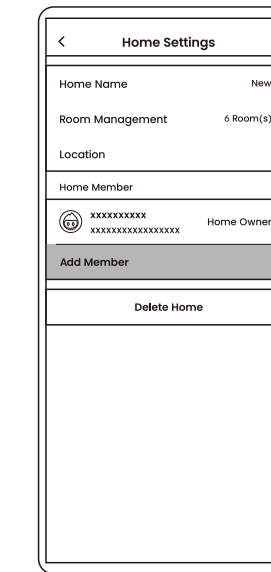 Home Settings
Home Name New
Room Management 6 Room(s)
Location
Home Member
xxxxxxxxxx
xxxxxxxxxxxxxxxxx Home Owner
Add Member
Delete Home